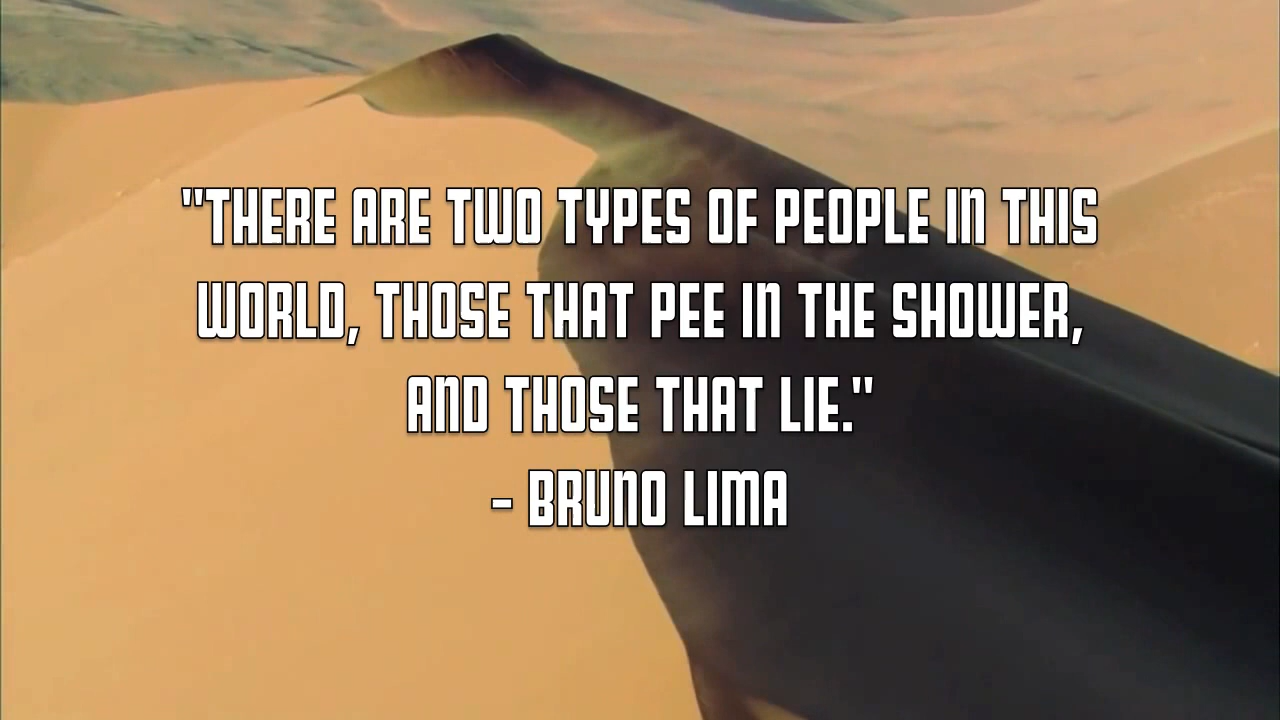 "THERE ARE TWO TYPES OF PEOPLE IN THIS
WORLD, THOSE THAT PEE IN THE SHOWER,
AND THOSE THAT LIE."
- BRUNO LIMA